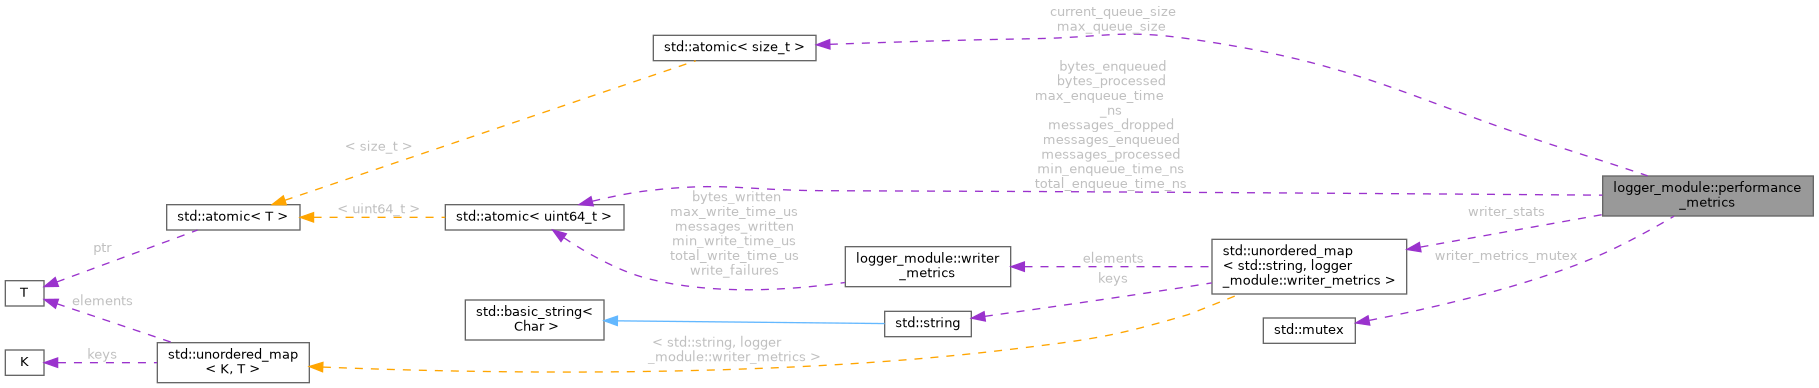 current_queue_size
max_queue_size
std::atomic< size_t >
bytes_enqueued
bytes_processed
max_enqueue_time
_ns
messages_dropped
messages_enqueued
messages_processed
min_enqueue_time_ns
total_enqueue_time_ns
< size_t >
logger_module::performance
_metrics
bytes_written
max_write_time_us
messages_written
min_write_time_us
total_write_time_us
write_failures
std::atomic< T >
< uint64_t >
std::atomic< uint64_t >
writer_stats
ptr
logger_module::writer
_metrics
elements
keys
std::unordered_map
< std::string, logger
_module::writer_metrics >
writer_metrics_mutex
T
elements
std::basic_string<
Char >
std::string
std::mutex
K
keys
std::unordered_map
< K, T >
< std::string, logger
_module::writer_metrics >